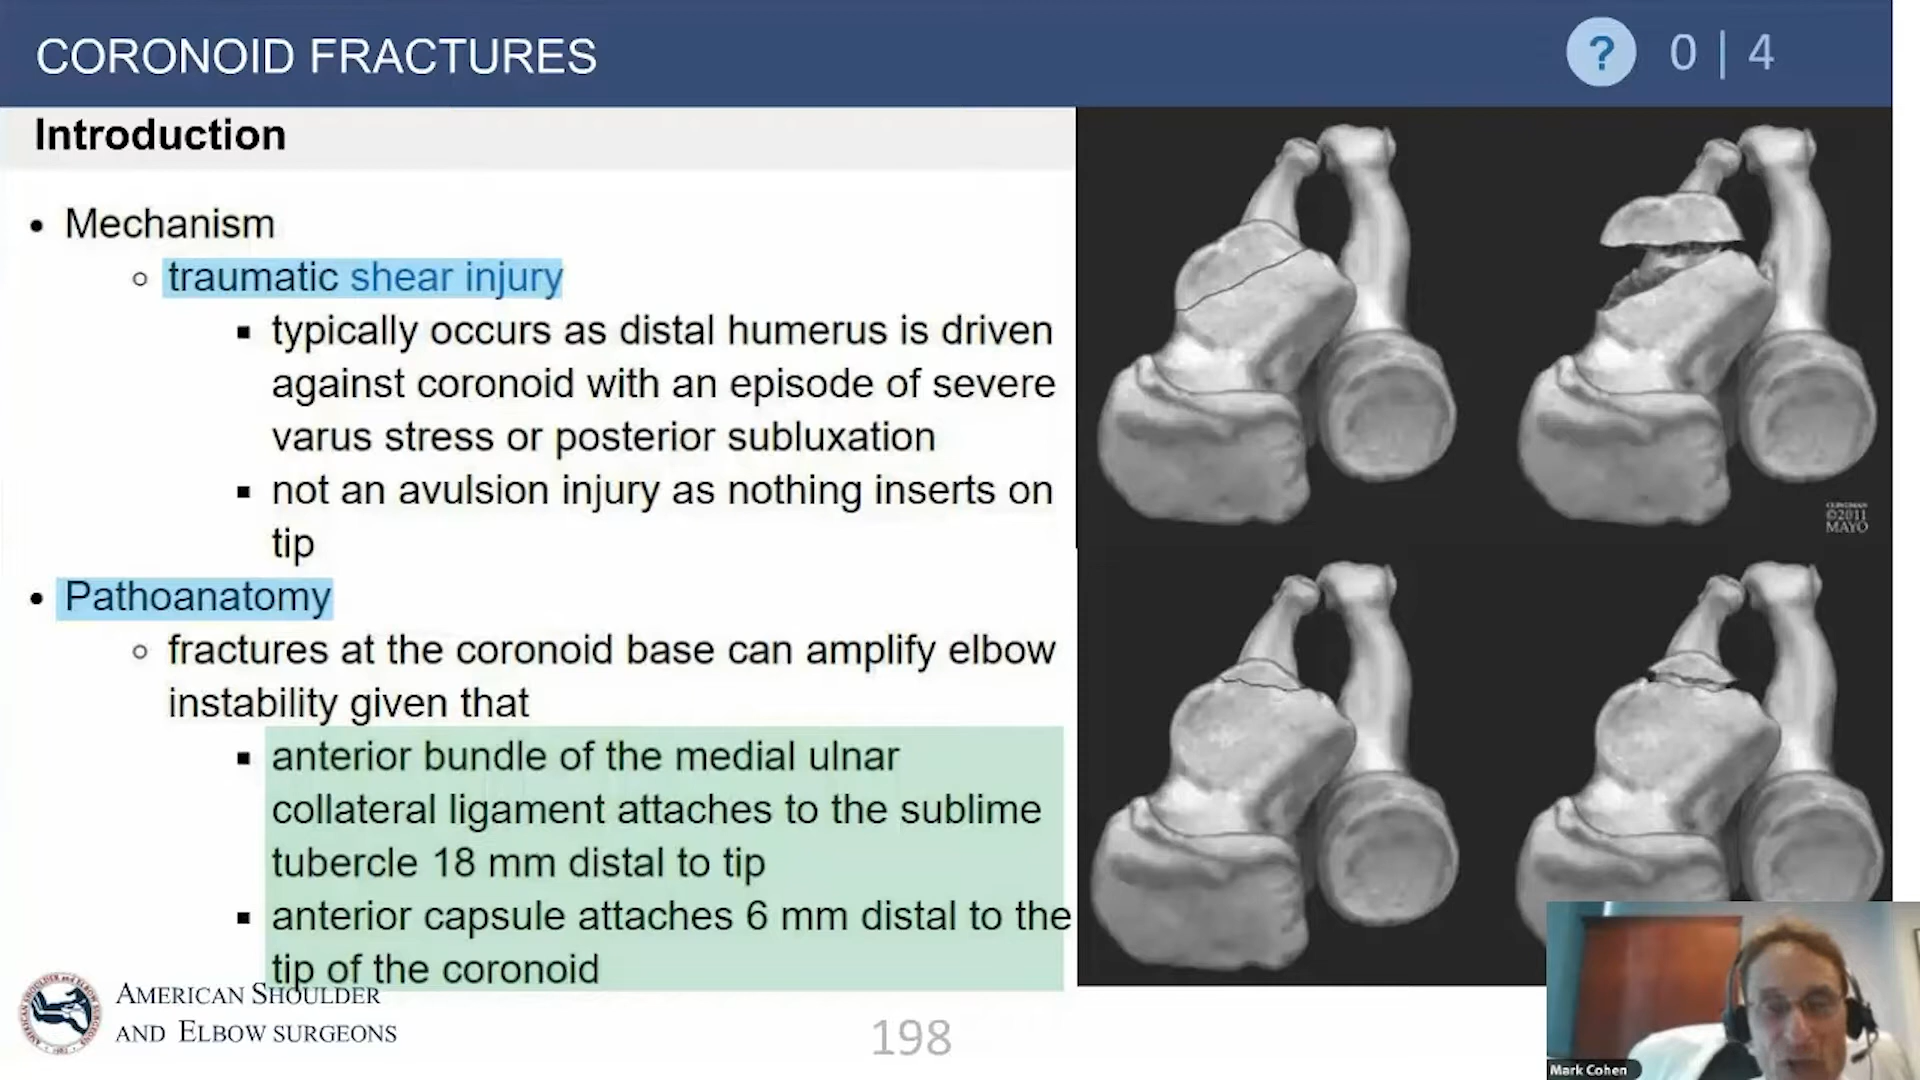 CORONOID FRACTURES
? 0 | 4
Introduction
• Mechanism
○ traumatic shear injury
▪ typically occurs as distal humerus is driven
against coronoid with an episode of severe
varus stress or posterior subluxation
▪ not an avulsion injury as nothing inserts on
tip
• Pathoanatomy
○ fractures at the coronoid base can amplify elbow
instability given that
▪ anterior bundle of the medial ulnar
collateral ligament attaches to the sublime
tubercle 18 mm distal to tip
▪ anterior capsule attaches 6 mm distal to the
tip of the coronoid
©2011
MAYO
AMERICAN SHOULDER
AND ELBOW SURGEONS
198
Mark Cohen